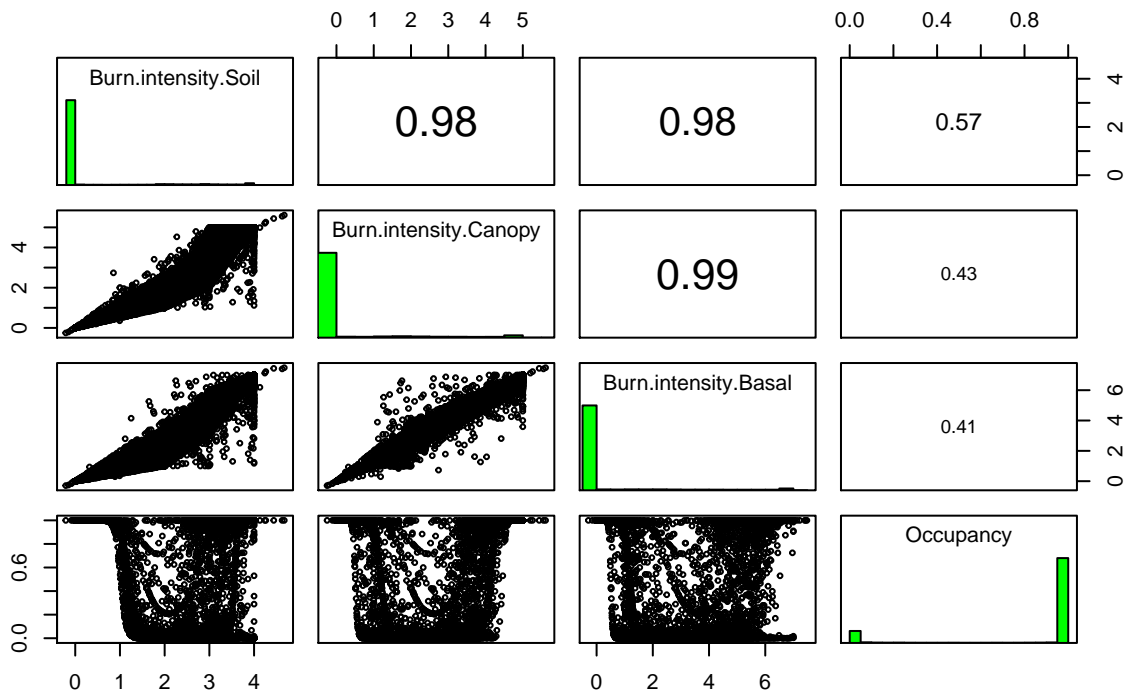 0 1 2 3 4 5
0.0 0.4 0.8
Burn.intensity.Soil
0.98
0.98
0.57
0 2 4
0 2 4
Burn.intensity.Canopy
0.99
0.43
Burn.intensity.Basal
0.41
0 2 4 6
0.0 0.6
Occupancy
0 1 2 3 4
0 2 4 6